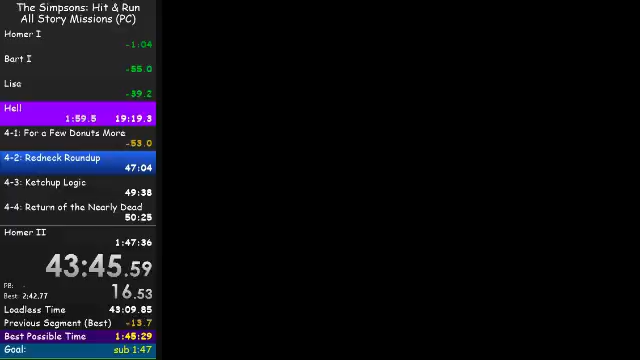 The Simpsons: Hit & Run
All Story Missions (PC)
Homer I
-1:04
Bart I
-55.0
Lisa
-39.2
Hell
1:59.5 19:19.3
4-1: For a Few Donuts More
-53.0
4-2: Redneck Roundup
47:04
4-3: Ketchup Logic
49:38
4-4: Return of the Nearly Dead
50:25
Homer II
1:47:36
43:45.59
PB: -
Best: 2:42.77
16.53
Loadless Time 43:09.85
Previous Segment (Best) -13.7
Best Possible Time 1:45:29
Goal: sub 1:47